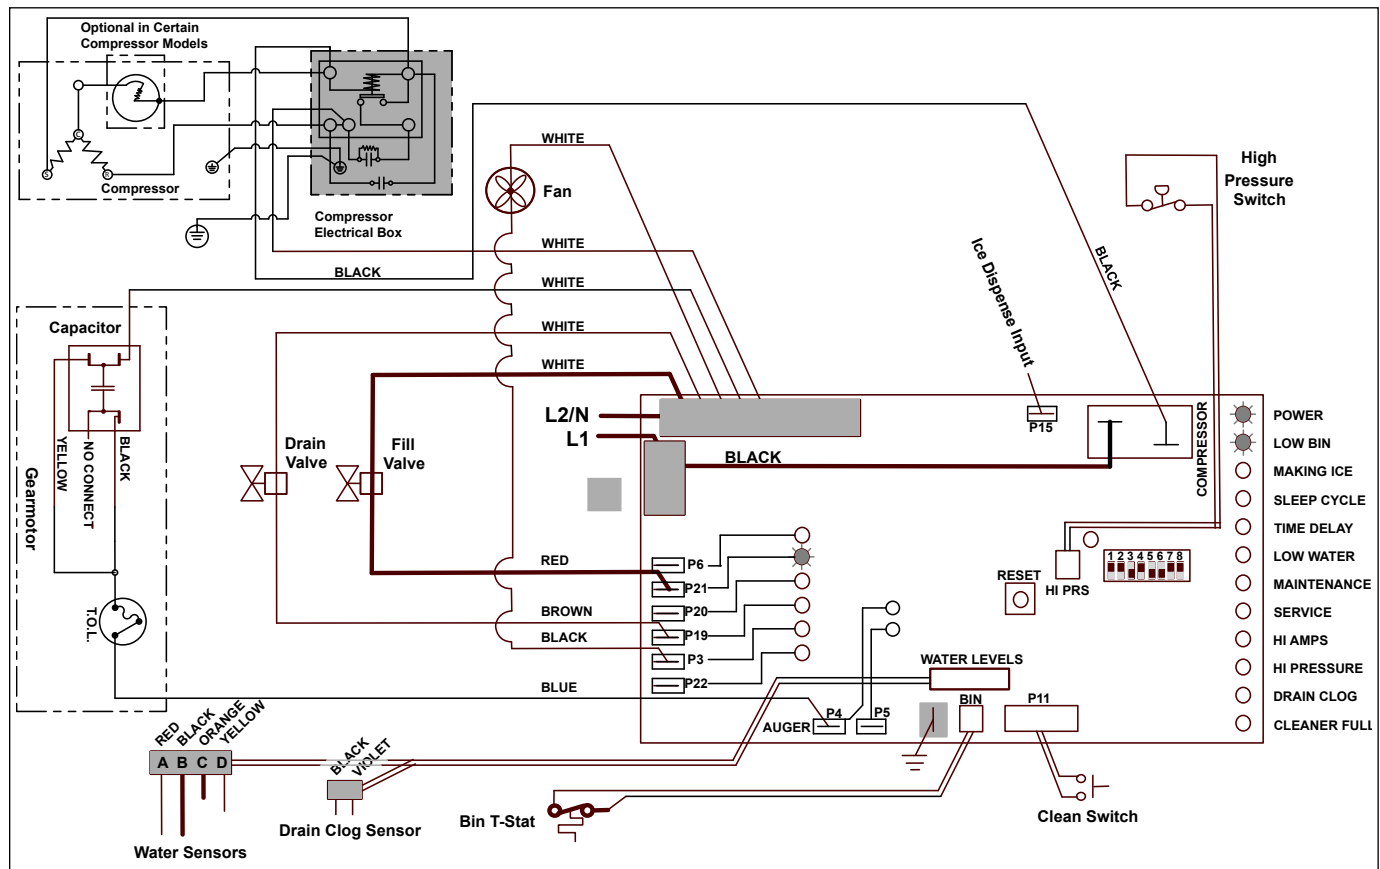 Optional in Certain
Compressor Models
C
S
R
Compressor
Compressor
Electrical Box
WHITE
Fan
WHITE
BLACK
WHITE
WHITE
WHITE
High
Pressure
Switch
BLACK
Ice Dispense Input
P15
COMPRESSOR
Capacitor
YELLOW
NO CONNECT
BLACK
Gearmotor
T.O.L.
Drain
Valve
Fill
Valve
L2/N
L1
BLACK
RED
BROWN
BLACK
BLUE
P6
P21
P20
P19
P3
P22
AUGER
P4
P5
WATER LEVELS
BIN
P11
RESET
HI PRS
1 2 3 4 5 6 7 8
POWER
LOW BIN
MAKING ICE
SLEEP CYCLE
TIME DELAY
LOW WATER
MAINTENANCE
SERVICE
HI AMPS
HI PRESSURE
DRAIN CLOG
CLEANER FULL
RED
BLACK
ORANGE
YELLOW
A B C D
Water Sensors
BLACK
VIOLET
Drain Clog Sensor
Bin T-Stat
Clean Switch